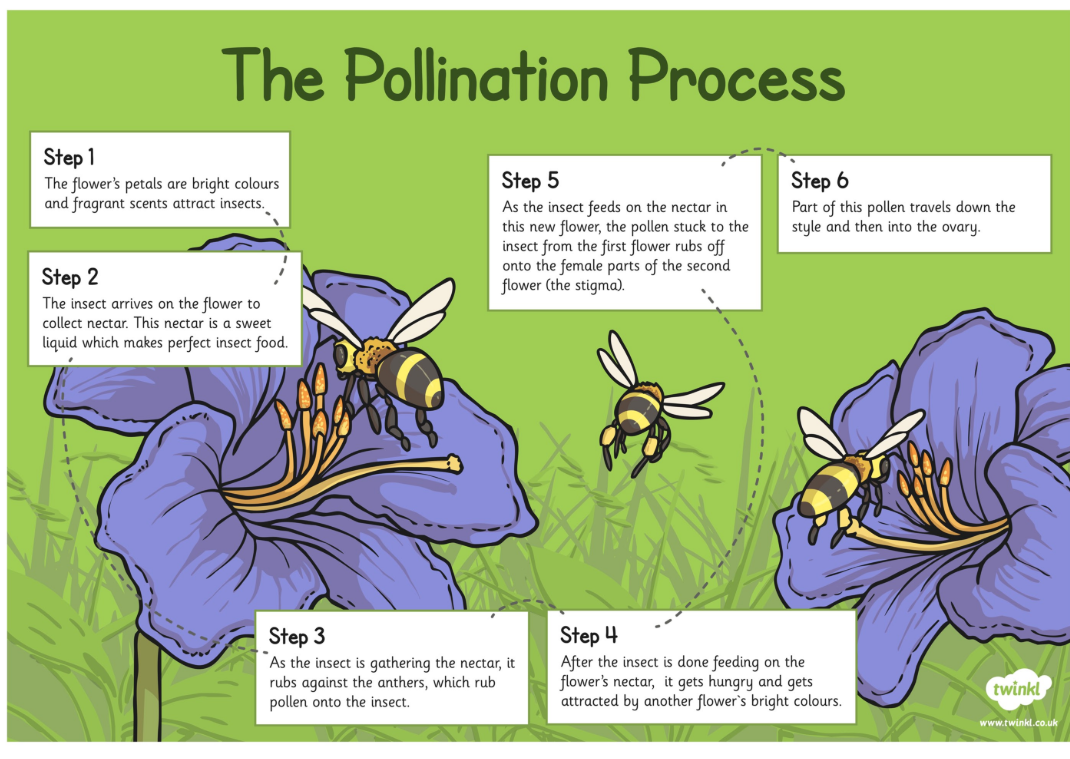 The Pollination Process
Step 1
The flower's petals are bright colours
and fragrant scents attract insects.
Step 2
The insect arrives on the flower to
collect nectar. This nectar is a sweet
liquid which makes perfect insect food.
Step 3
As the insect is gathering the nectar, it
rubs against the anthers, which rub
pollen onto the insect.
Step 4
After the insect is done feeding on the
flower's nectar,  it gets hungry and gets
attracted by another flower`s bright colours.
Step 5
As the insect feeds on the nectar in
this new flower, the pollen stuck to the
insect from the first flower rubs off
onto the female parts of the second
flower (the stigma).
Step 6
Part of this pollen travels down the
style and then into the ovary.
twinkl
www.twinkl.co.uk